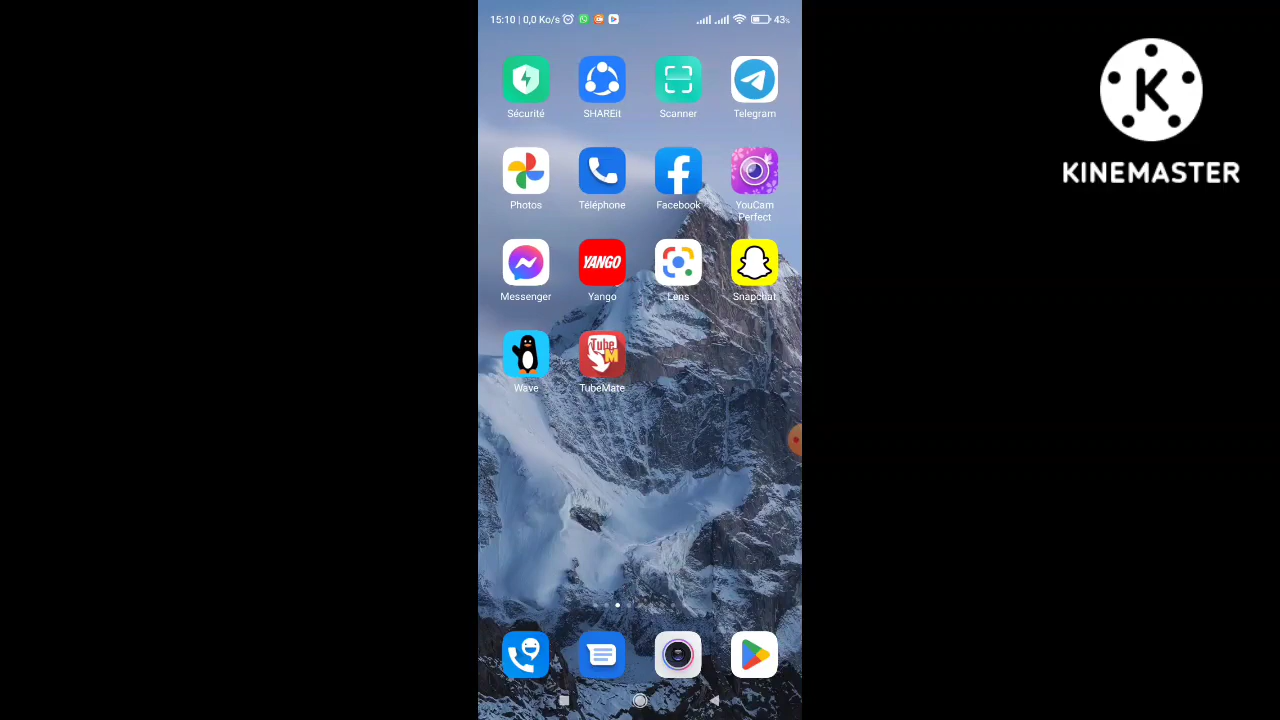 15:10 | 0,0 Ko/s
43%
K
KINEMASTER
Sécurité
SHAREit
Scanner
Telegram
Photos
Téléphone
Facebook
YouCam
Perfect
YANGO
Messenger
Yango
Lens
Snapchat
Tube
M
Wave
TubeMate